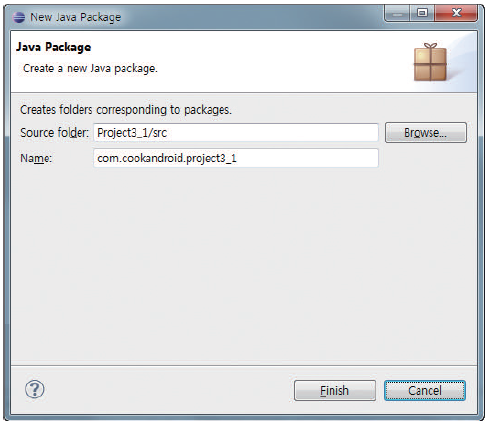 New Java Package
Java Package
Create a new Java package.
Creates folders corresponding to packages.
Source folder: Project3_1/src Browse...
Name: com.cookandroid.project3_1
? Finish Cancel